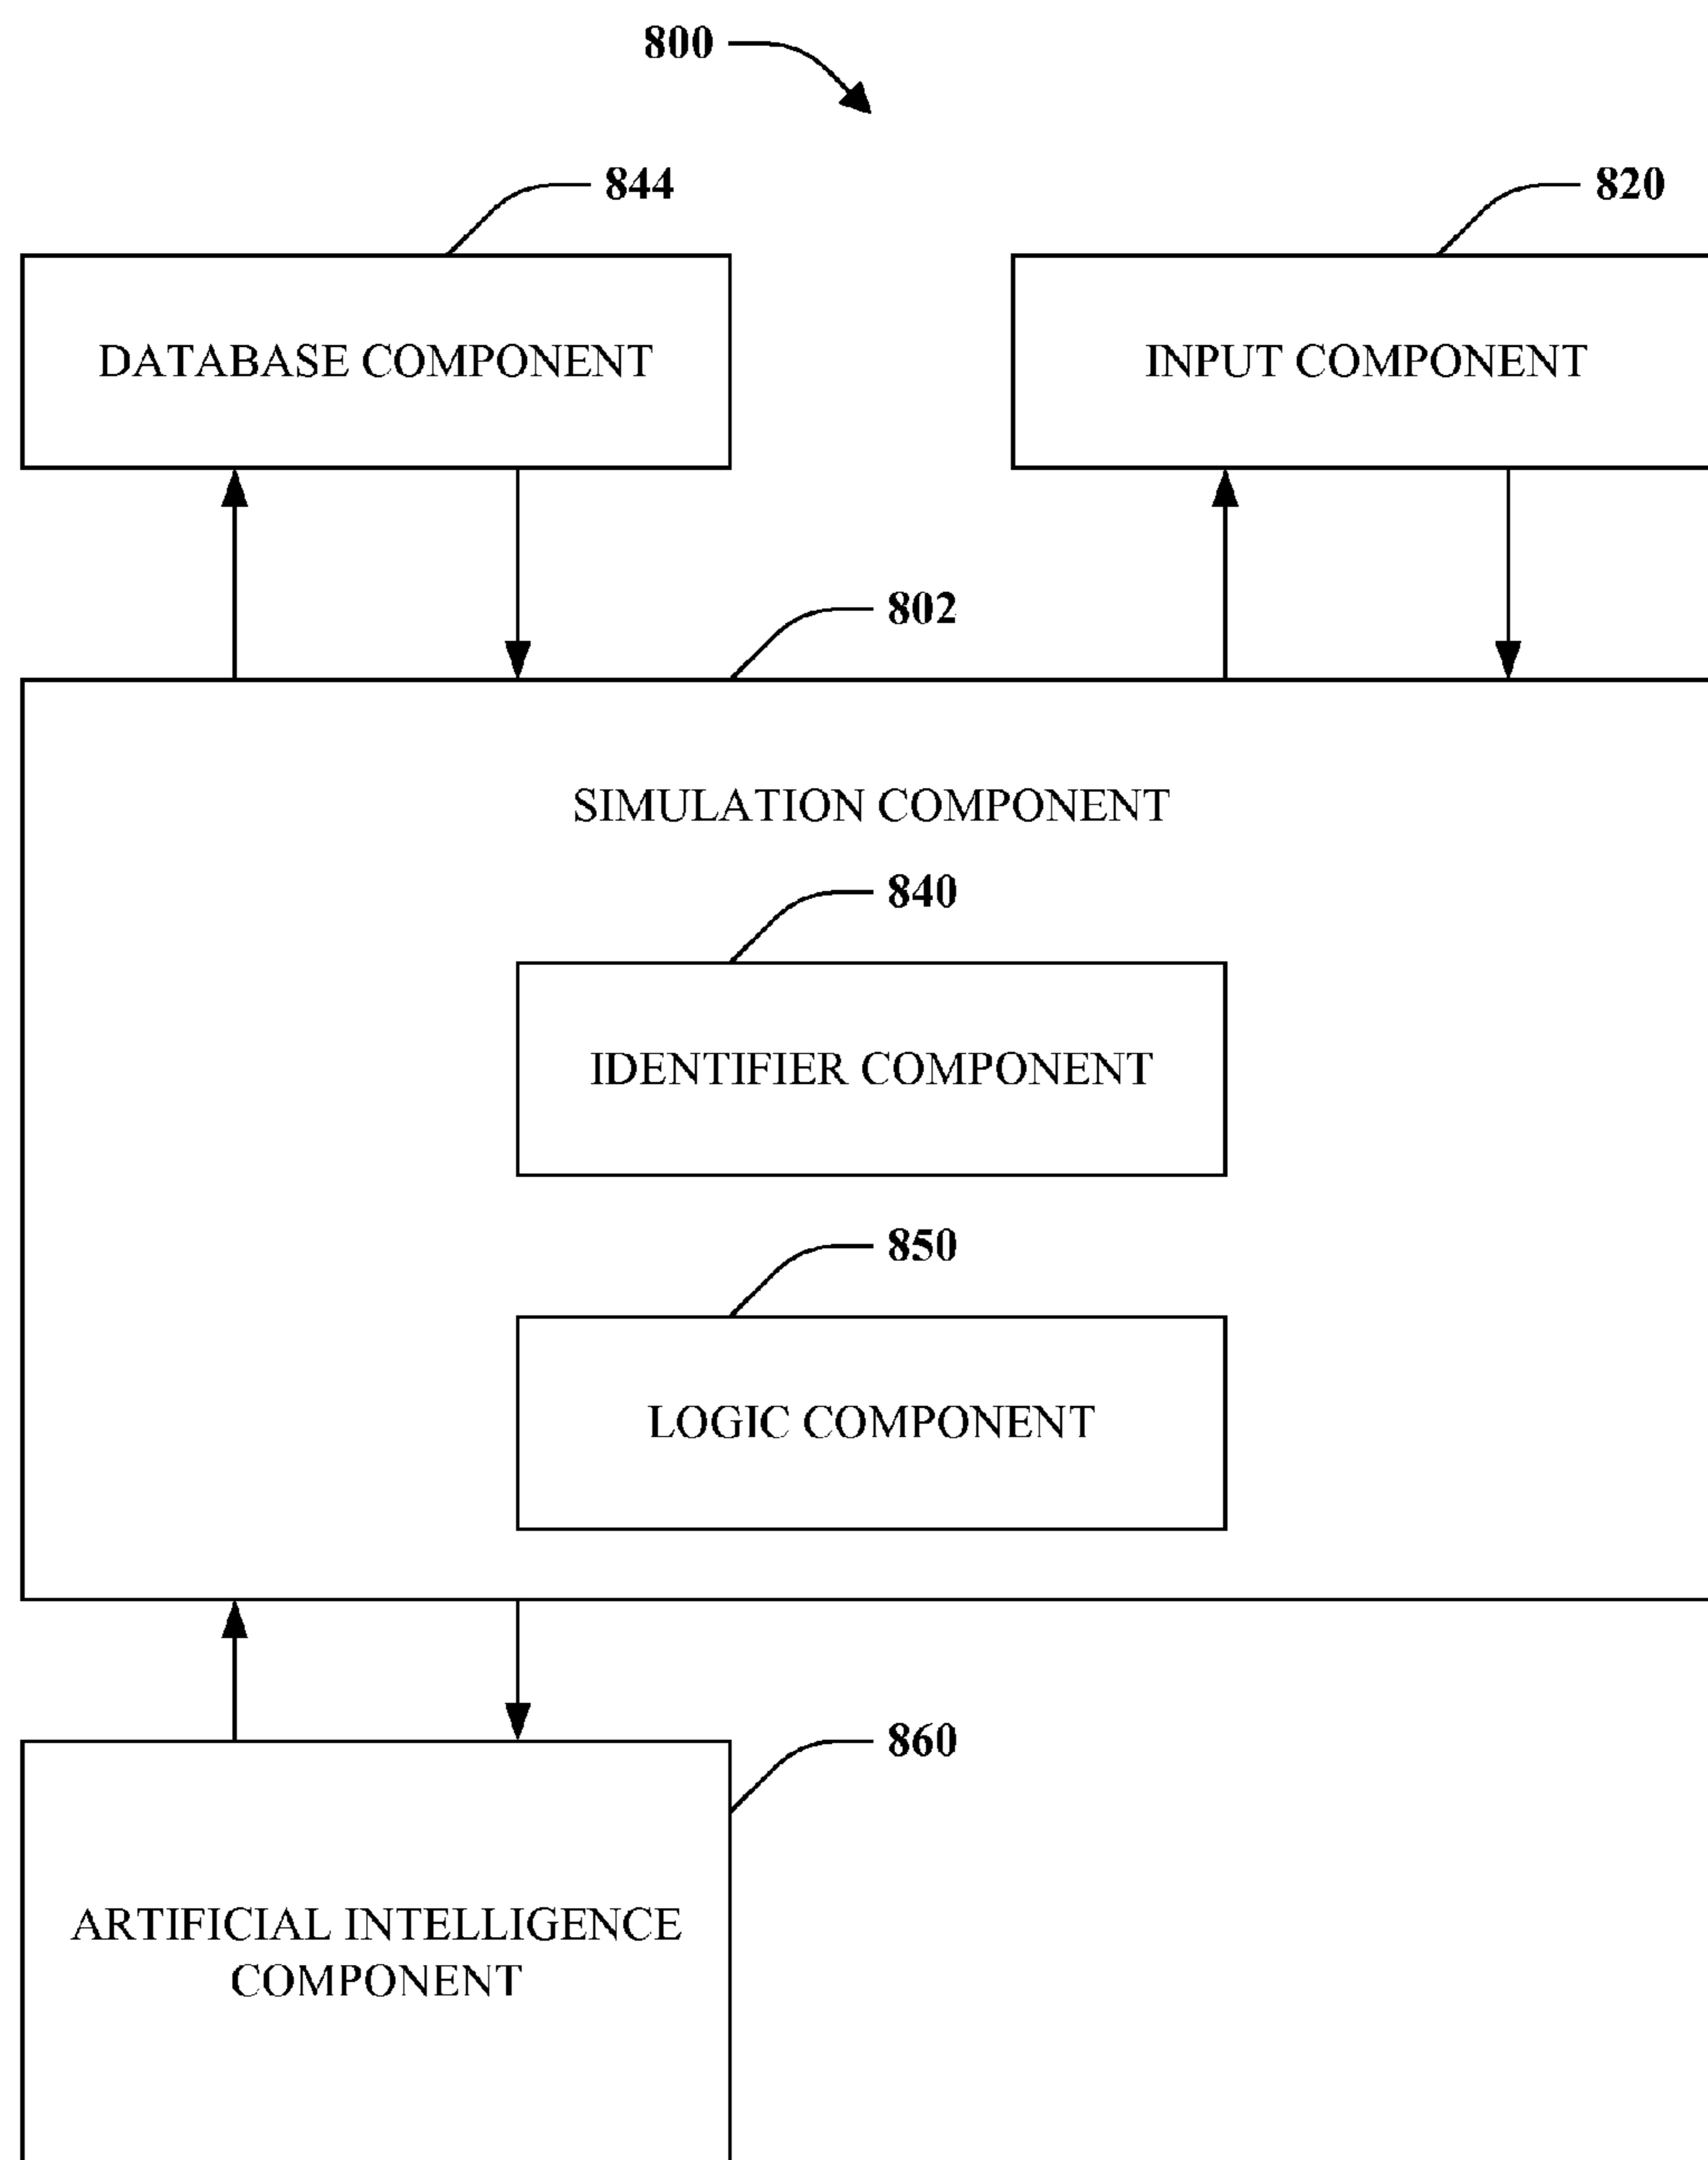 800
844
820
DATABASE COMPONENT
INPUT COMPONENT
802
SIMULATION COMPONENT
840
IDENTIFIER COMPONENT
850
LOGIC COMPONENT
860
ARTIFICIAL INTELLIGENCE
COMPONENT